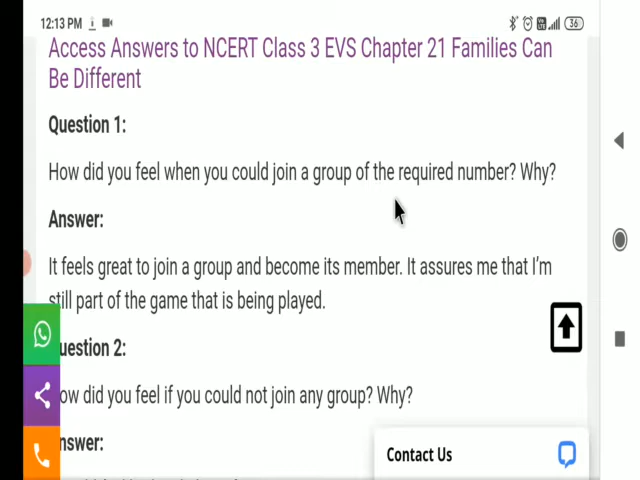 12:13 PM
36
Access Answers to NCERT Class 3 EVS Chapter 21 Families Can
Be Different
Question 1:
How did you feel when you could join a group of the required number? Why?
Answer:
It feels great to join a group and become its member. It assures me that I'm
still part of the game that is being played.
uestion 2:
ow did you feel if you could not join any group? Why?
nswer:
Contact Us